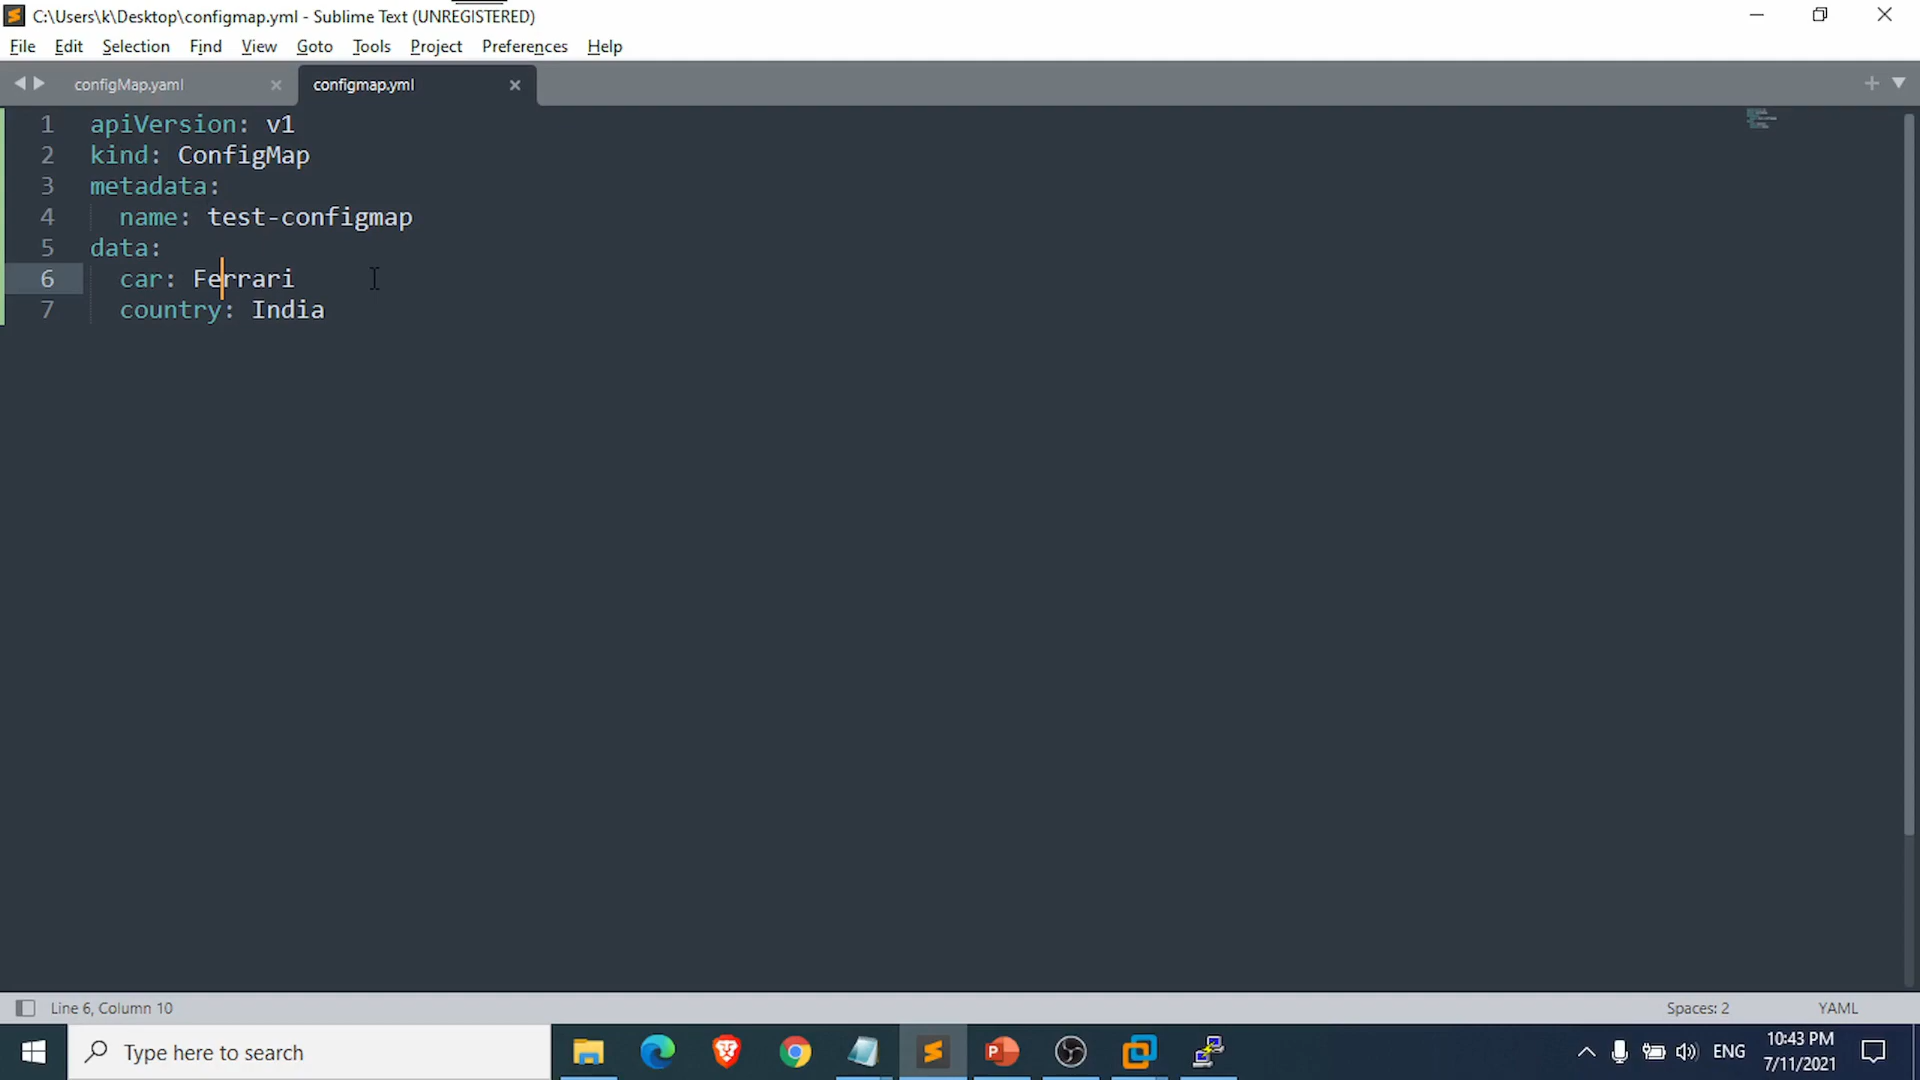 C:\Users\k\Desktop\configmap.yml - Sublime Text (UNREGISTERED)
File Edit Selection Find View Goto Tools Project Preferences Help
configMap.yaml configmap.yml
1 apiVersion: v1
2 kind: ConfigMap
3 metadata:
4 name: test-configmap
5 data:
6 car: Ferrari
7 country: India
Line 6, Column 10 Spaces: 2 YAML
Type here to search ENG 10:43 PM
7/11/2021